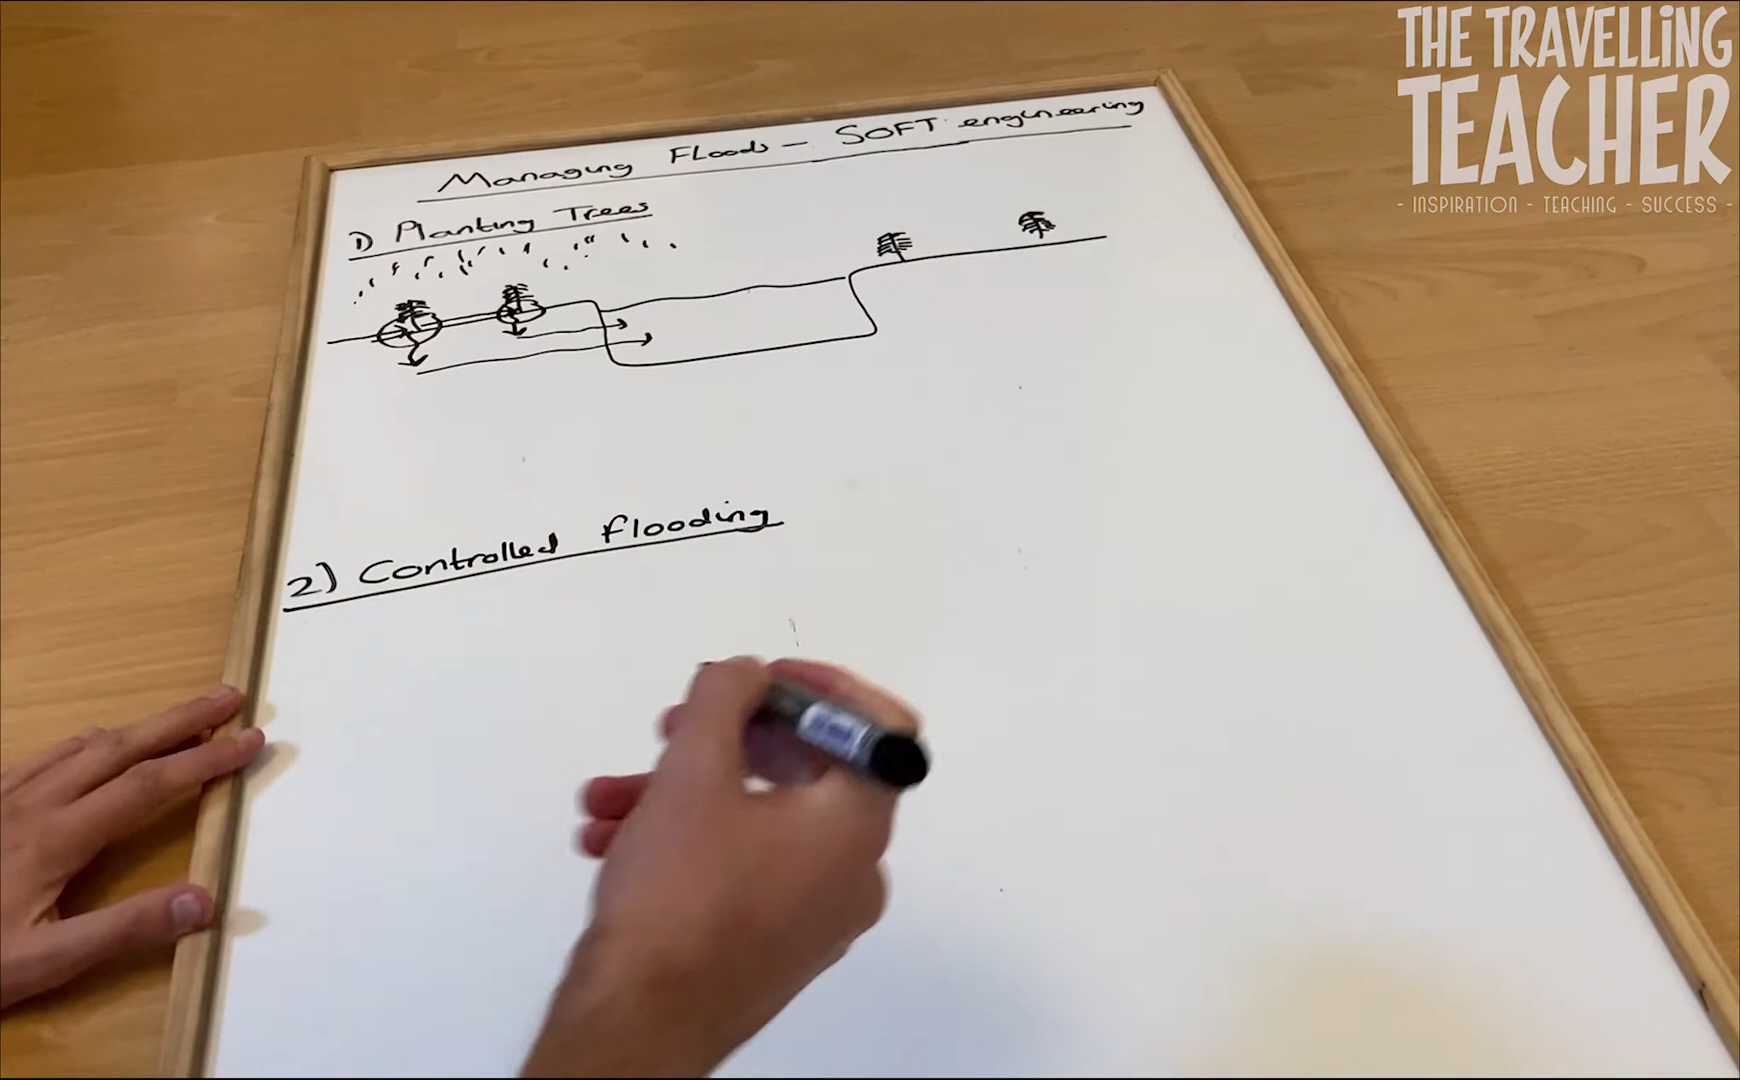 THE TRAVELLING
TEACHER
- INSPIRATION - TEACHING - SUCCESS -
Managing Floods - SOFT engineering
1) Planting Trees
2) Controlled flooding